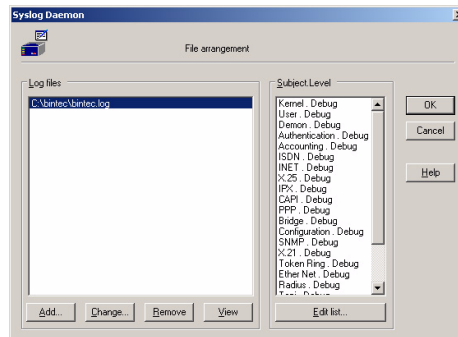 Syslog Daemon
File arrangement
Log files
C:\bintec\bintec.log
Add...
Change...
Remove
View
Subject.Level
Kernel . Debug
User . Debug
Demon . Debug
Authentication . Debug
Accounting . Debug
ISDN . Debug
INET . Debug
X.25 . Debug
IPX . Debug
CAPI . Debug
PPP . Debug
Bridge . Debug
Configuration . Debug
SNMP . Debug
X.21 . Debug
Token Ring . Debug
Ether Net . Debug
Radius . Debug
Edit list...
OK
Cancel
Help